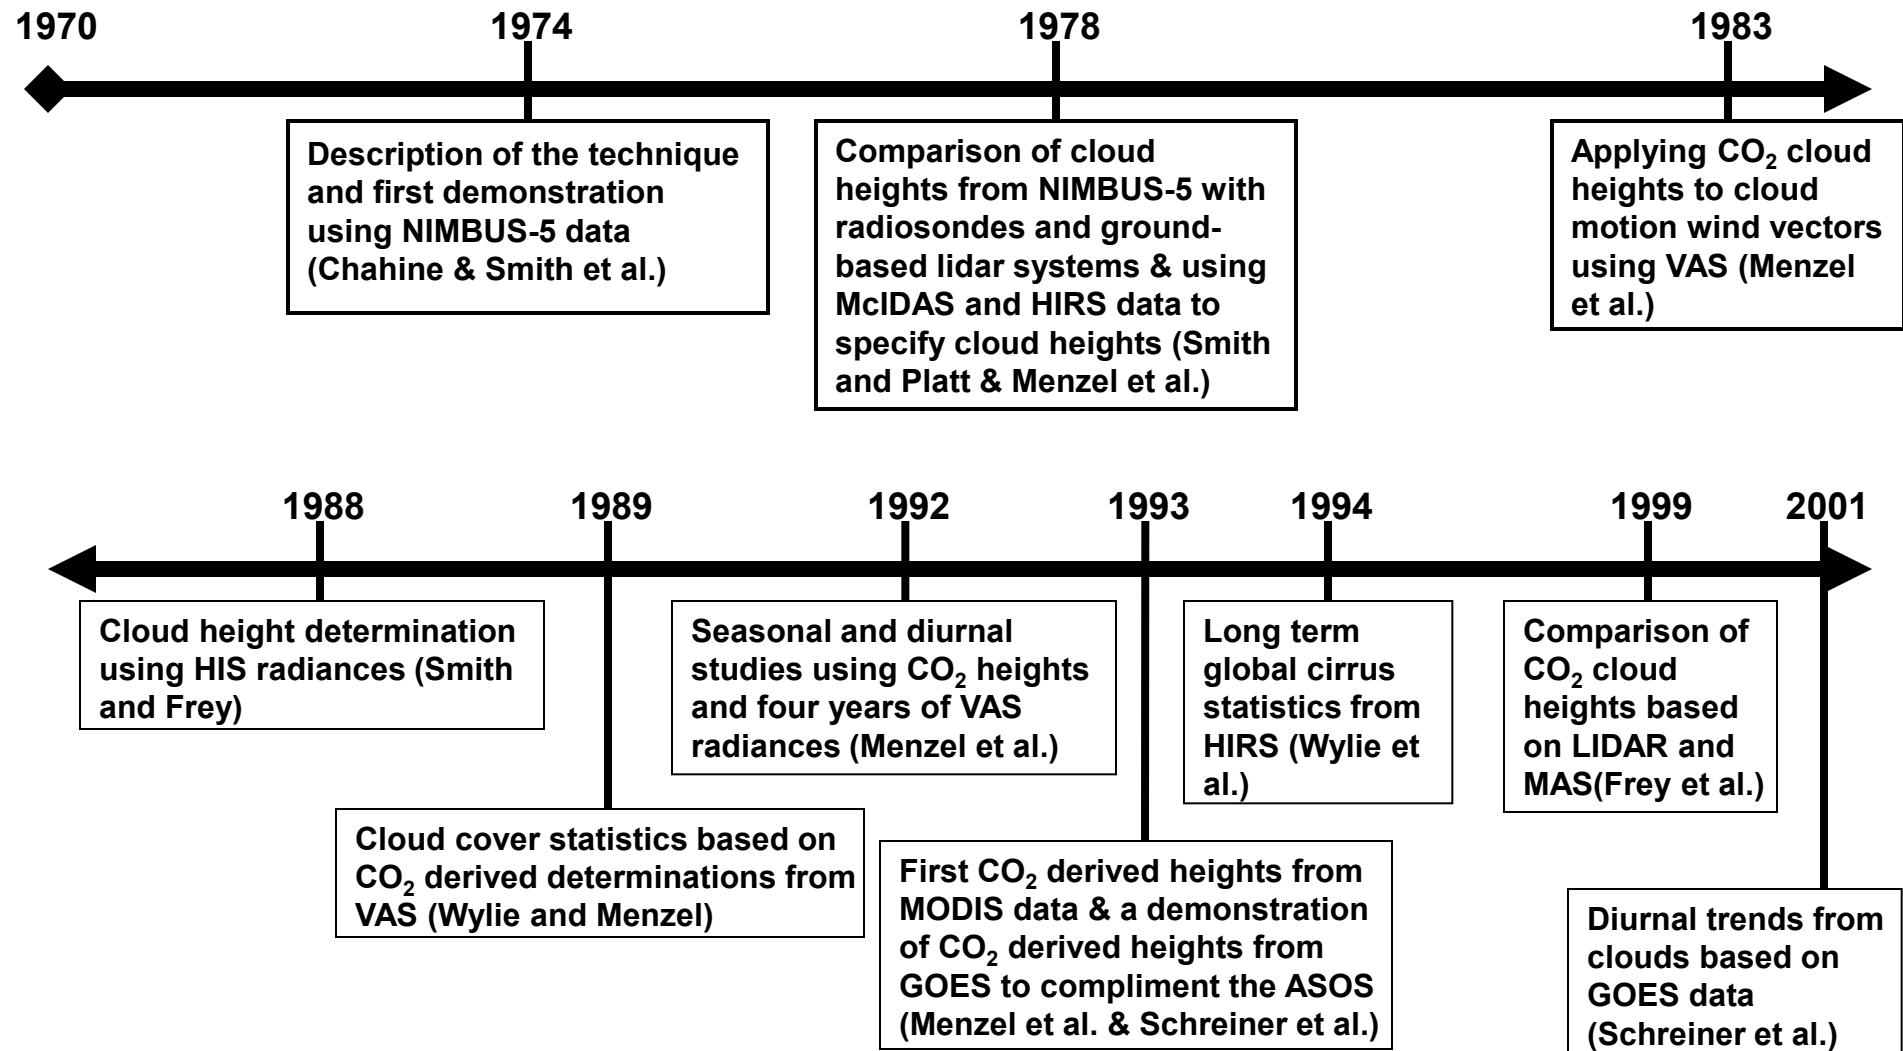 1970
1974
1978
1983
Description of the technique
and first demonstration
using NIMBUS-5 data
(Chahine & Smith et al.)
Comparison of cloud
heights from NIMBUS-5 with
radiosondes and ground-
based lidar systems & using
McIDAS and HIRS data to
specify cloud heights (Smith
and Platt & Menzel et al.)
Applying CO₂ cloud
heights to cloud
motion wind vectors
using VAS (Menzel
et al.)
1988
1989
1992
1993
1994
1999
2001
Cloud height determination
using HIS radiances (Smith
and Frey)
Cloud cover statistics based on
CO₂ derived determinations from
VAS (Wylie and Menzel)
Seasonal and diurnal
studies using CO₂ heights
and four years of VAS
radiances (Menzel et al.)
First CO₂ derived heights from
MODIS data & a demonstration
of CO₂ derived heights from
GOES to compliment the ASOS
(Menzel et al. & Schreiner et al.)
Long term
global cirrus
statistics from
HIRS (Wylie et
al.)
Comparison of
CO₂ cloud
heights based
on LIDAR and
MAS(Frey et al.)
Diurnal trends from
clouds based on
GOES data
(Schreiner et al.)